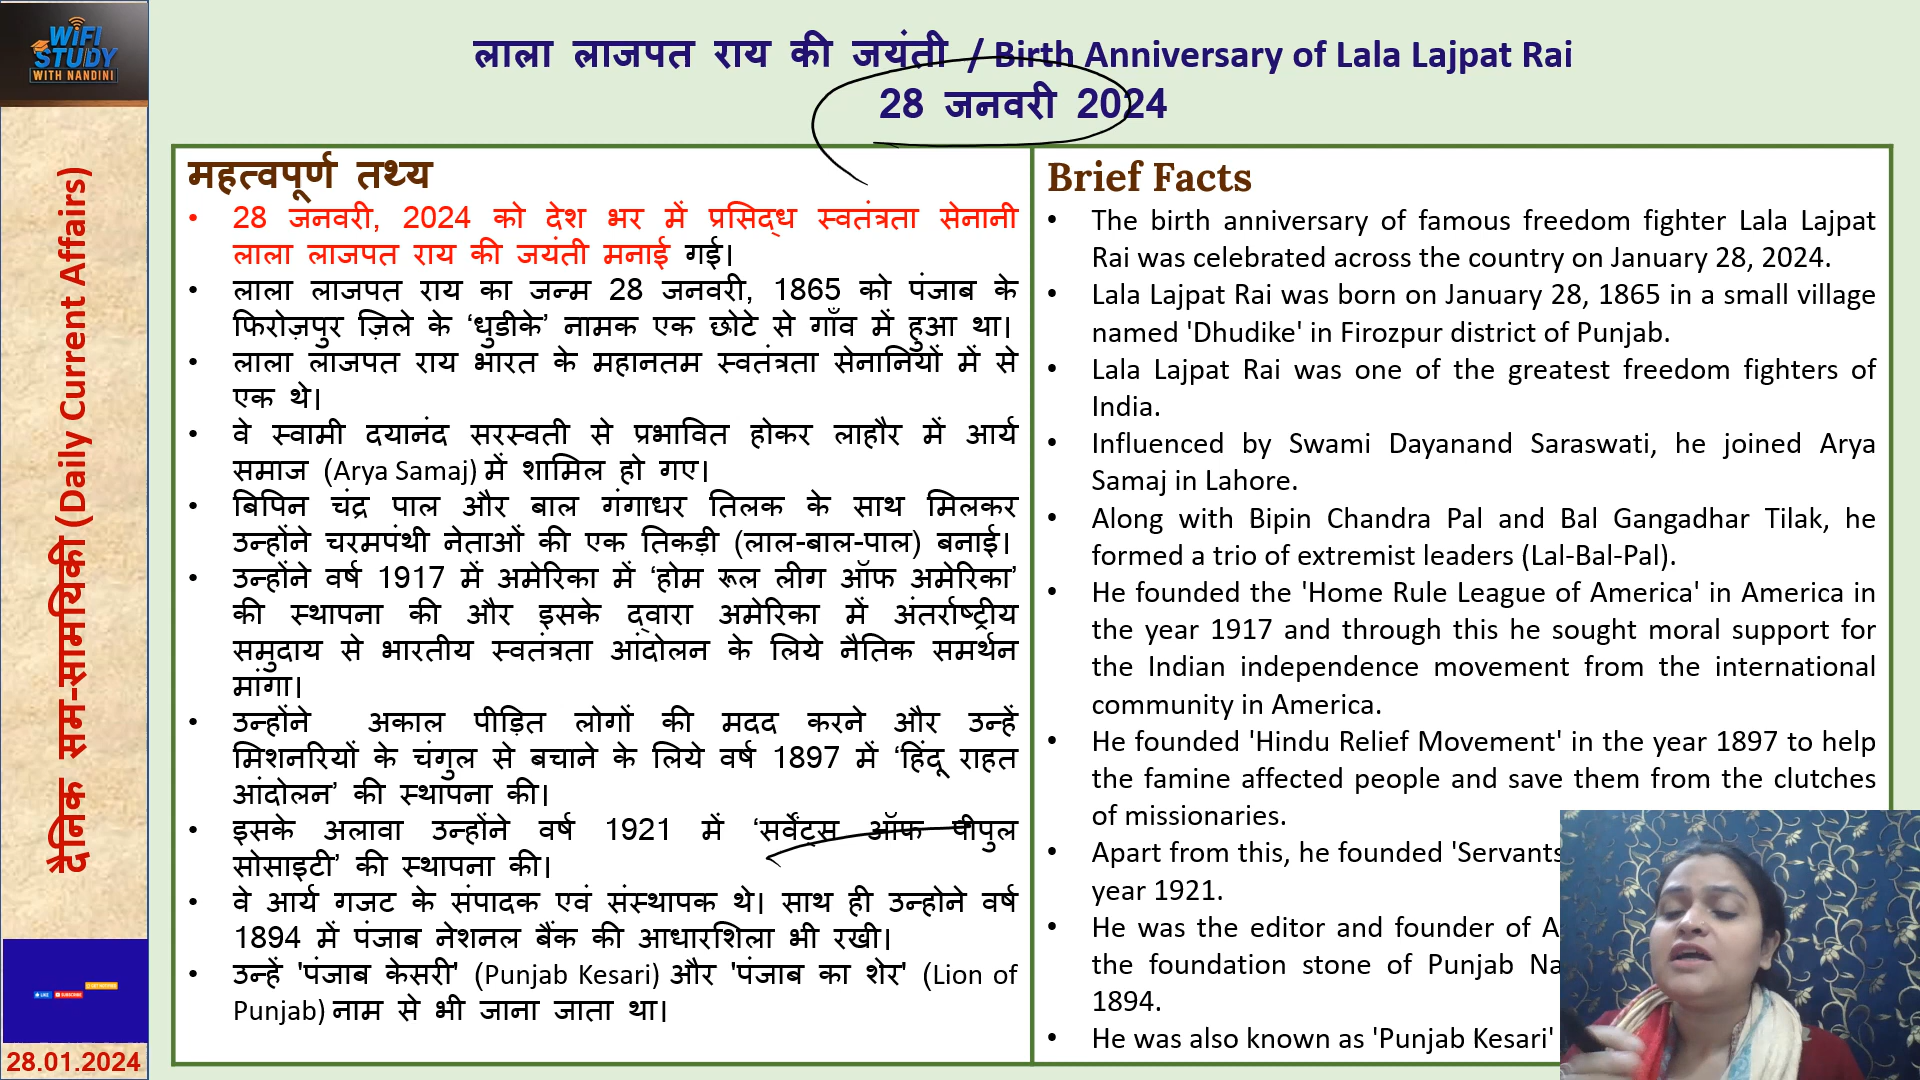 WiFi
STUDY
WITH NANDINI
दैनिक सम-सामयिकी (Daily Current Affairs)
28.01.2024
लाला लाजपत राय की जयंती / Birth Anniversary of Lala Lajpat Rai
28 जनवरी 2024
महत्वपूर्ण तथ्य
• 28 जनवरी, 2024 को देश भर में प्रसिद्ध स्वतंत्रता सेनानी
लाला लाजपत राय की जयंती मनाई गई।
• लाला लाजपत राय का जन्म 28 जनवरी, 1865 को पंजाब के
फिरोज़पुर ज़िले के ‘धुडीके’ नामक एक छोटे से गाँव में हुआ था।
• लाला लाजपत राय भारत के महानतम स्वतंत्रता सेनानियों में से
एक थे।
• वे स्वामी दयानंद सरस्वती से प्रभावित होकर लाहौर में आर्य
समाज (Arya Samaj) में शामिल हो गए।
• बिपिन चंद्र पाल और बाल गंगाधर तिलक के साथ मिलकर
उन्होंने चरमपंथी नेताओं की एक तिकड़ी (लाल-बाल-पाल) बनाई।
• उन्होंने वर्ष 1917 में अमेरिका में ‘होम रूल लीग ऑफ अमेरिका’
की स्थापना की और इसके द्वारा अमेरिका में अंतर्राष्ट्रीय
समुदाय से भारतीय स्वतंत्रता आंदोलन के लिये नैतिक समर्थन
मांगा।
• उन्होंने अकाल पीड़ित लोगों की मदद करने और उन्हें
मिशनरियों के चंगुल से बचाने के लिये वर्ष 1897 में ‘हिंदू राहत
आंदोलन’ की स्थापना की।
• इसके अलावा उन्होंने वर्ष 1921 में ‘सर्वेंट्स ऑफ पीपुल
सोसाइटी’ की स्थापना की।
• वे आर्य गजट के संपादक एवं संस्थापक थे। साथ ही उन्होने वर्ष
1894 में पंजाब नेशनल बैंक की आधारशिला भी रखी।
• उन्हें 'पंजाब केसरी' (Punjab Kesari) और 'पंजाब का शेर' (Lion of
Punjab) नाम से भी जाना जाता था।
Brief Facts
• The birth anniversary of famous freedom fighter Lala Lajpat
Rai was celebrated across the country on January 28, 2024.
• Lala Lajpat Rai was born on January 28, 1865 in a small village
named 'Dhudike' in Firozpur district of Punjab.
• Lala Lajpat Rai was one of the greatest freedom fighters of
India.
• Influenced by Swami Dayanand Saraswati, he joined Arya
Samaj in Lahore.
• Along with Bipin Chandra Pal and Bal Gangadhar Tilak, he
formed a trio of extremist leaders (Lal-Bal-Pal).
• He founded the 'Home Rule League of America' in America in
the year 1917 and through this he sought moral support for
the Indian independence movement from the international
community in America.
• He founded 'Hindu Relief Movement' in the year 1897 to help
the famine affected people and save them from the clutches
of missionaries.
• Apart from this, he founded 'Servants
year 1921.
• He was the editor and founder of A
the foundation stone of Punjab Na
1894.
• He was also known as 'Punjab Kesari'